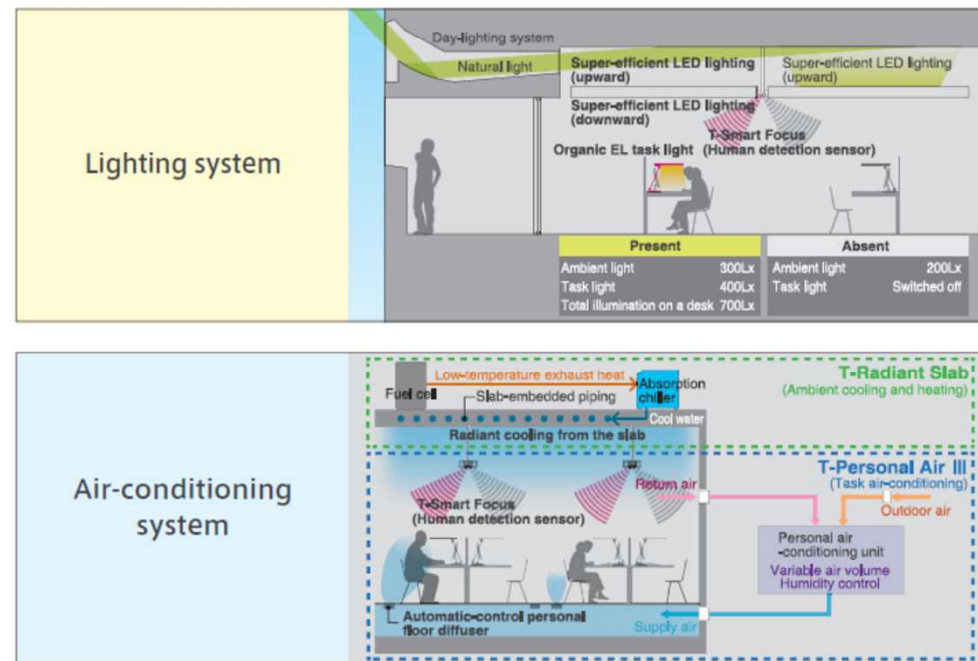 Lighting system
Day-lighting system
Natural light
Super-efficient LED lighting
(upward)
Super-efficient LED lighting
(upward)
Super-efficient LED lighting
(downward)
T-Smart Focus
(Human detection sensor)
Organic EL task light
Present
Ambient light 300Lx
Task light 400Lx
Total illumination on a desk 700Lx
Absent
Ambient light 200Lx
Task light Switched off
Air-conditioning
system
T-Radiant Slab
(Ambient cooling and heating)
Low-temperature exhaust heat
Fuel cell
Absorption
chiller
Slab-embedded piping
Cool water
Radiant cooling from the slab
T-Personal Air III
(Task air-conditioning)
Return air
Outdoor air
T-Smart Focus
(Human detection sensor)
Personal air
-conditioning unit
Variable air volume
Humidity control
Automatic-control personal
floor diffuser
Supply air